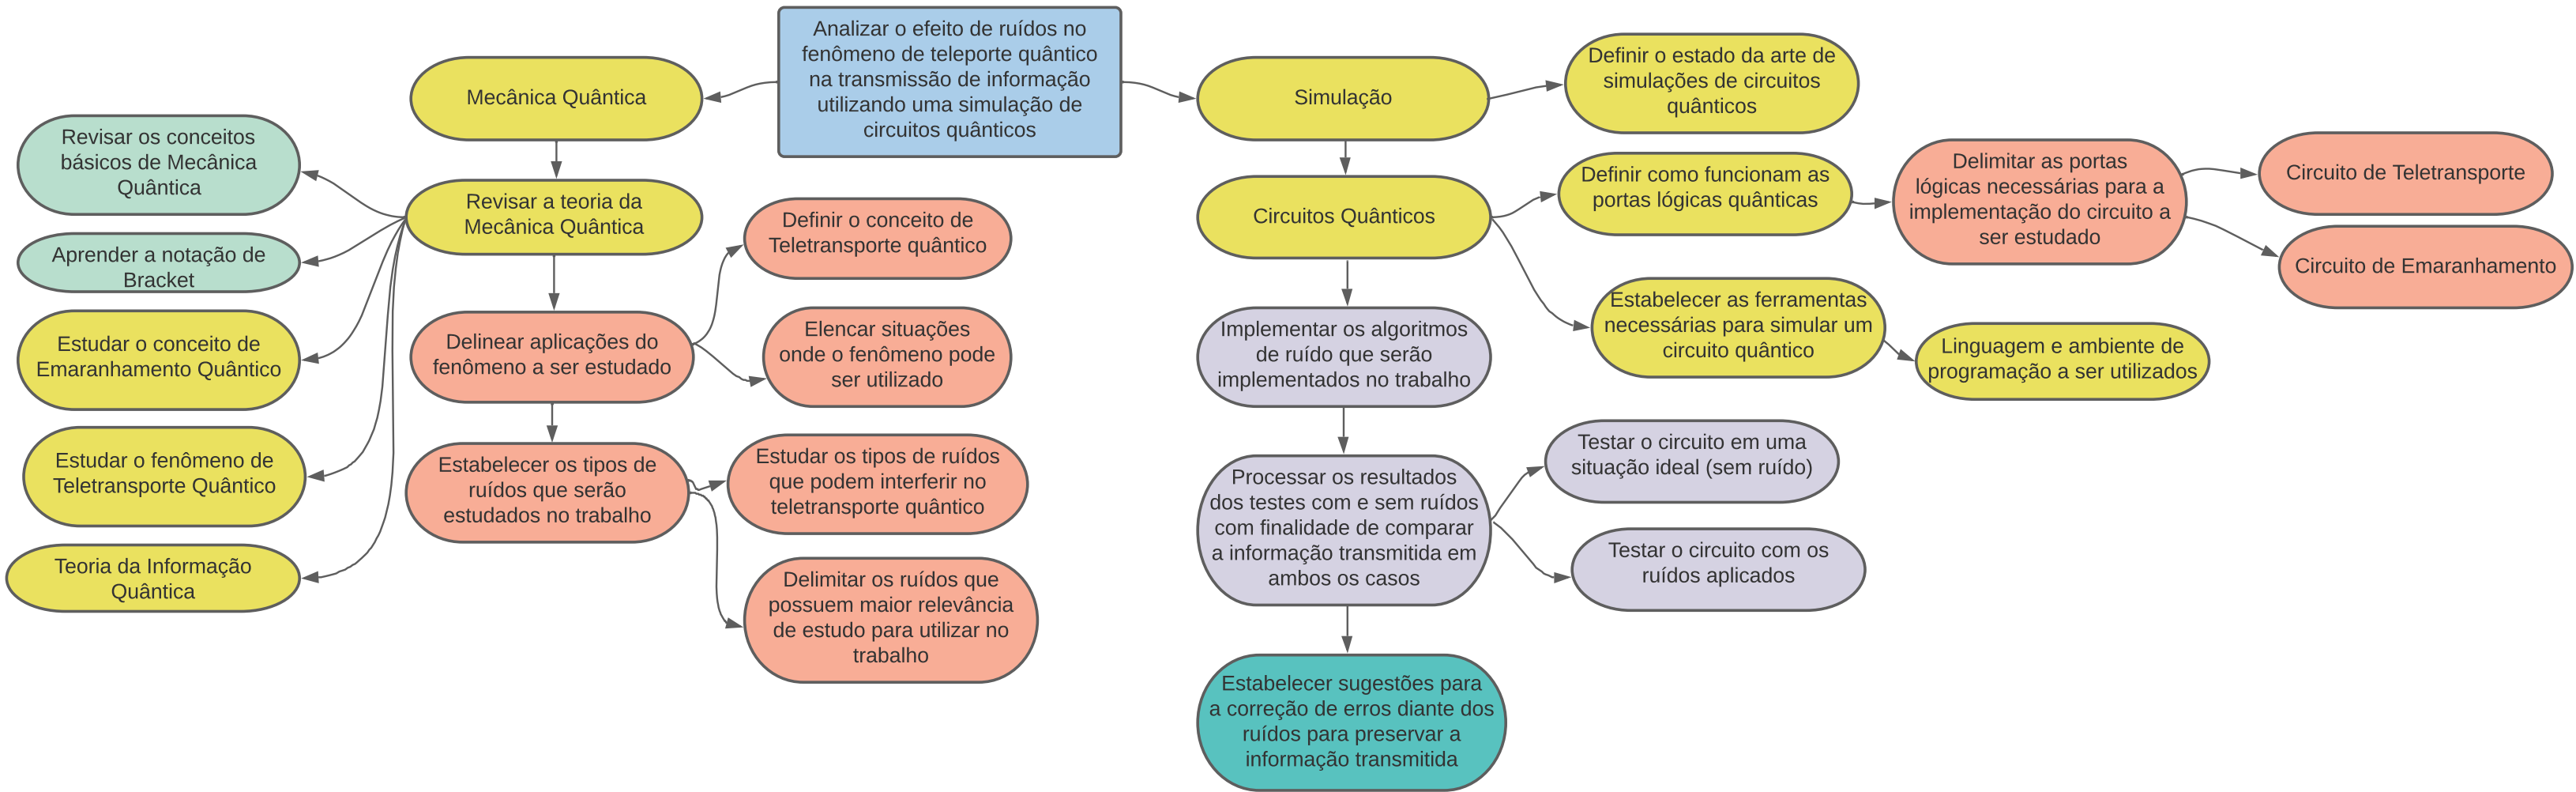 Analizar o efeito de ruídos no
fenômeno de teleporte quântico
na transmissão de informação
utilizando uma simulação de
circuitos quânticos
Mecânica Quântica
Revisar a teoria da
Mecânica Quântica
Revisar os conceitos
básicos de Mecânica
Quântica
Aprender a notação de
Bracket
Estudar o conceito de
Emaranhamento Quântico
Estudar o fenômeno de
Teletransporte Quântico
Teoria da Informação
Quântica
Delinear aplicações do
fenômeno a ser estudado
Definir o conceito de
Teletransporte quântico
Elencar situações
onde o fenômeno pode
ser utilizado
Estabelecer os tipos de
ruídos que serão
estudados no trabalho
Estudar os tipos de ruídos
que podem interferir no
teletransporte quântico
Delimitar os ruídos que
possuem maior relevância
de estudo para utilizar no
trabalho
Simulação
Definir o estado da arte de
simulações de circuitos
quânticos
Circuitos Quânticos
Definir como funcionam as
portas lógicas quânticas
Delimitar as portas
lógicas necessárias para a
implementação do circuito a
ser estudado
Circuito de Teletransporte
Circuito de Emaranhamento
Estabelecer as ferramentas
necessárias para simular um
circuito quântico
Linguagem e ambiente de
programação a ser utilizados
Implementar os algoritmos
de ruído que serão
implementados no trabalho
Processar os resultados
dos testes com e sem ruídos
com finalidade de comparar
a informação transmitida em
ambos os casos
Testar o circuito em uma
situação ideal (sem ruído)
Testar o circuito com os
ruídos aplicados
Estabelecer sugestões para
a correção de erros diante dos
ruídos para preservar a
informação transmitida